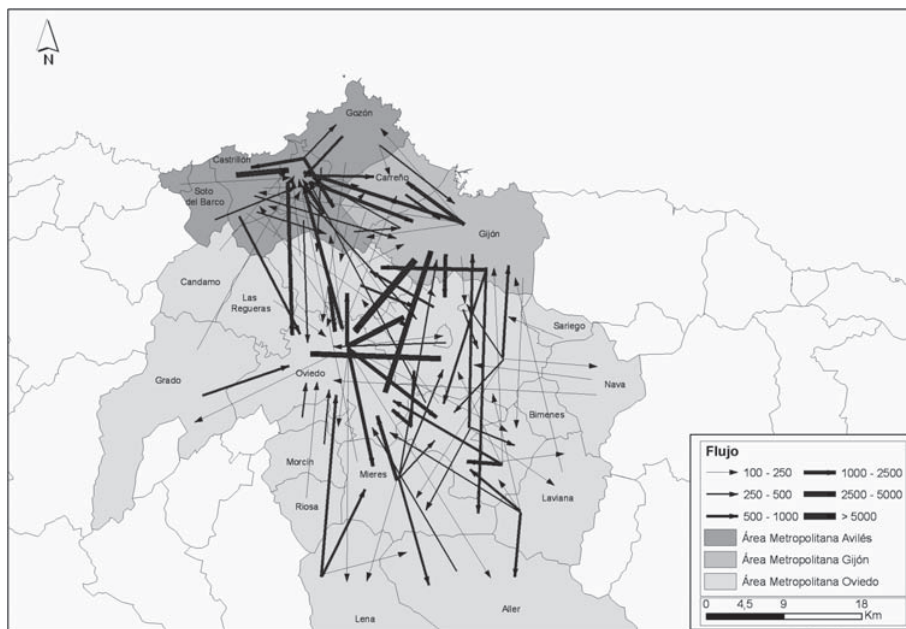 N
Gozón
Castrillón
Carreño
Soto
del Barco
Gijón
Candamo
Las
Regueras
Sariego
Grado
Oviedo
Nava
Bimenes
Morcín
Mieres
Laviana
Riosa
Aller
Lena
Flujo
100 - 250
1000 - 2500
250 - 500
2500 - 5000
500 - 1000
> 5000
Área Metropolitana Avilés
Área Metropolitana Gijón
Área Metropolitana Oviedo
0 4,5 9 18
Km